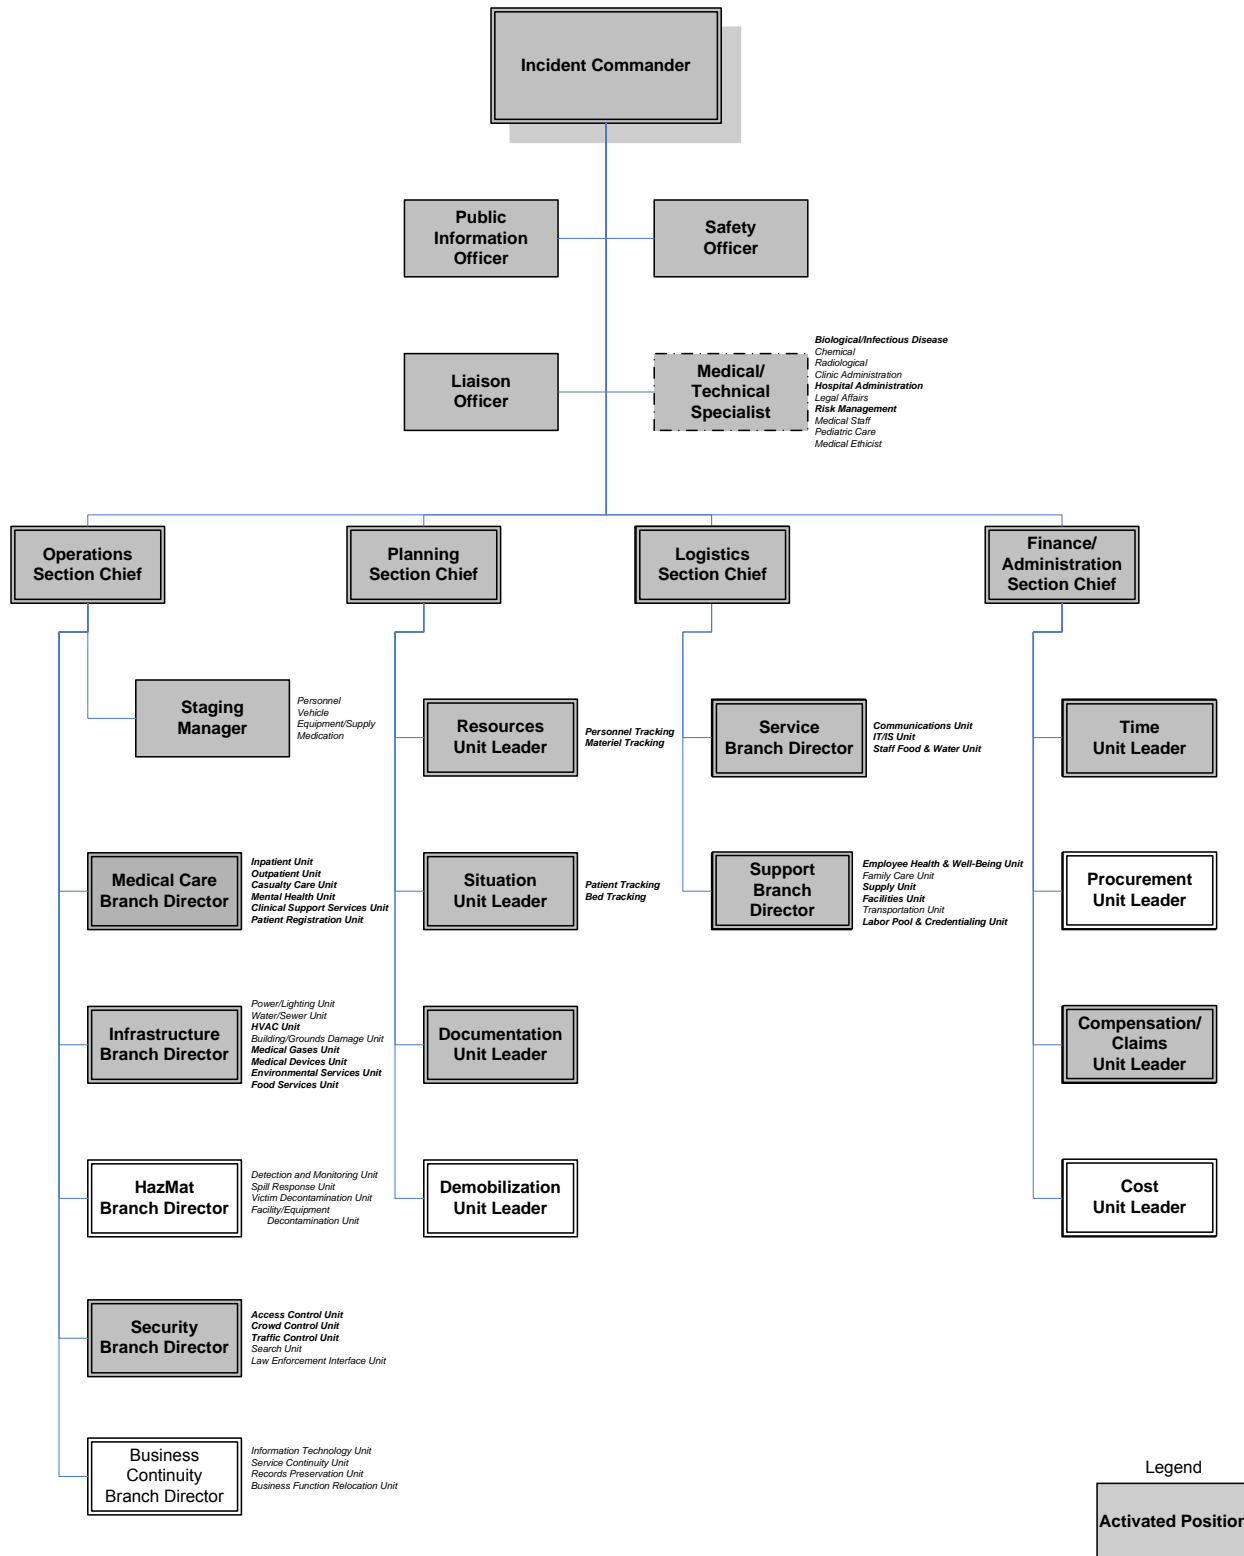 Incident Commander
Public
Information
Officer
Safety
Officer
Liaison
Officer
Medical/
Technical
Specialist
Biological/Infectious Disease
Chemical
Radiological
Clinic Administration
Hospital Administration
Legal Affairs
Risk Management
Medical Staff
Pediatric Care
Medical Ethicist
Operations
Section Chief
Planning
Section Chief
Logistics
Section Chief
Finance/
Administration
Section Chief
Staging
Manager
Personnel
Vehicle
Equipment/Supply
Medication
Resources
Unit Leader
Personnel Tracking
Materiel Tracking
Service
Branch Director
Communications Unit
IT/IS Unit
Staff Food & Water Unit
Time
Unit Leader
Medical Care
Branch Director
Inpatient Unit
Outpatient Unit
Casualty Care Unit
Mental Health Unit
Clinical Support Services Unit
Patient Registration Unit
Situation
Unit Leader
Patient Tracking
Bed Tracking
Support
Branch
Director
Employee Health & Well-Being Unit
Family Care Unit
Supply Unit
Facilities Unit
Transportation Unit
Labor Pool & Credentialing Unit
Procurement
Unit Leader
Infrastructure
Branch Director
Power/Lighting Unit
Water/Sewer Unit
HVAC Unit
Building/Grounds Damage Unit
Medical Gases Unit
Medical Devices Unit
Environmental Services Unit
Food Services Unit
Documentation
Unit Leader
Compensation/
Claims
Unit Leader
HazMat
Branch Director
Detection and Monitoring Unit
Spill Response Unit
Victim Decontamination Unit
Facility/Equipment
Decontamination Unit
Demobilization
Unit Leader
Cost
Unit Leader
Security
Branch Director
Access Control Unit
Crowd Control Unit
Traffic Control Unit
Search Unit
Law Enforcement Interface Unit
Business
Continuity
Branch Director
Information Technology Unit
Service Continuity Unit
Records Preservation Unit
Business Function Relocation Unit
Legend
Activated Position